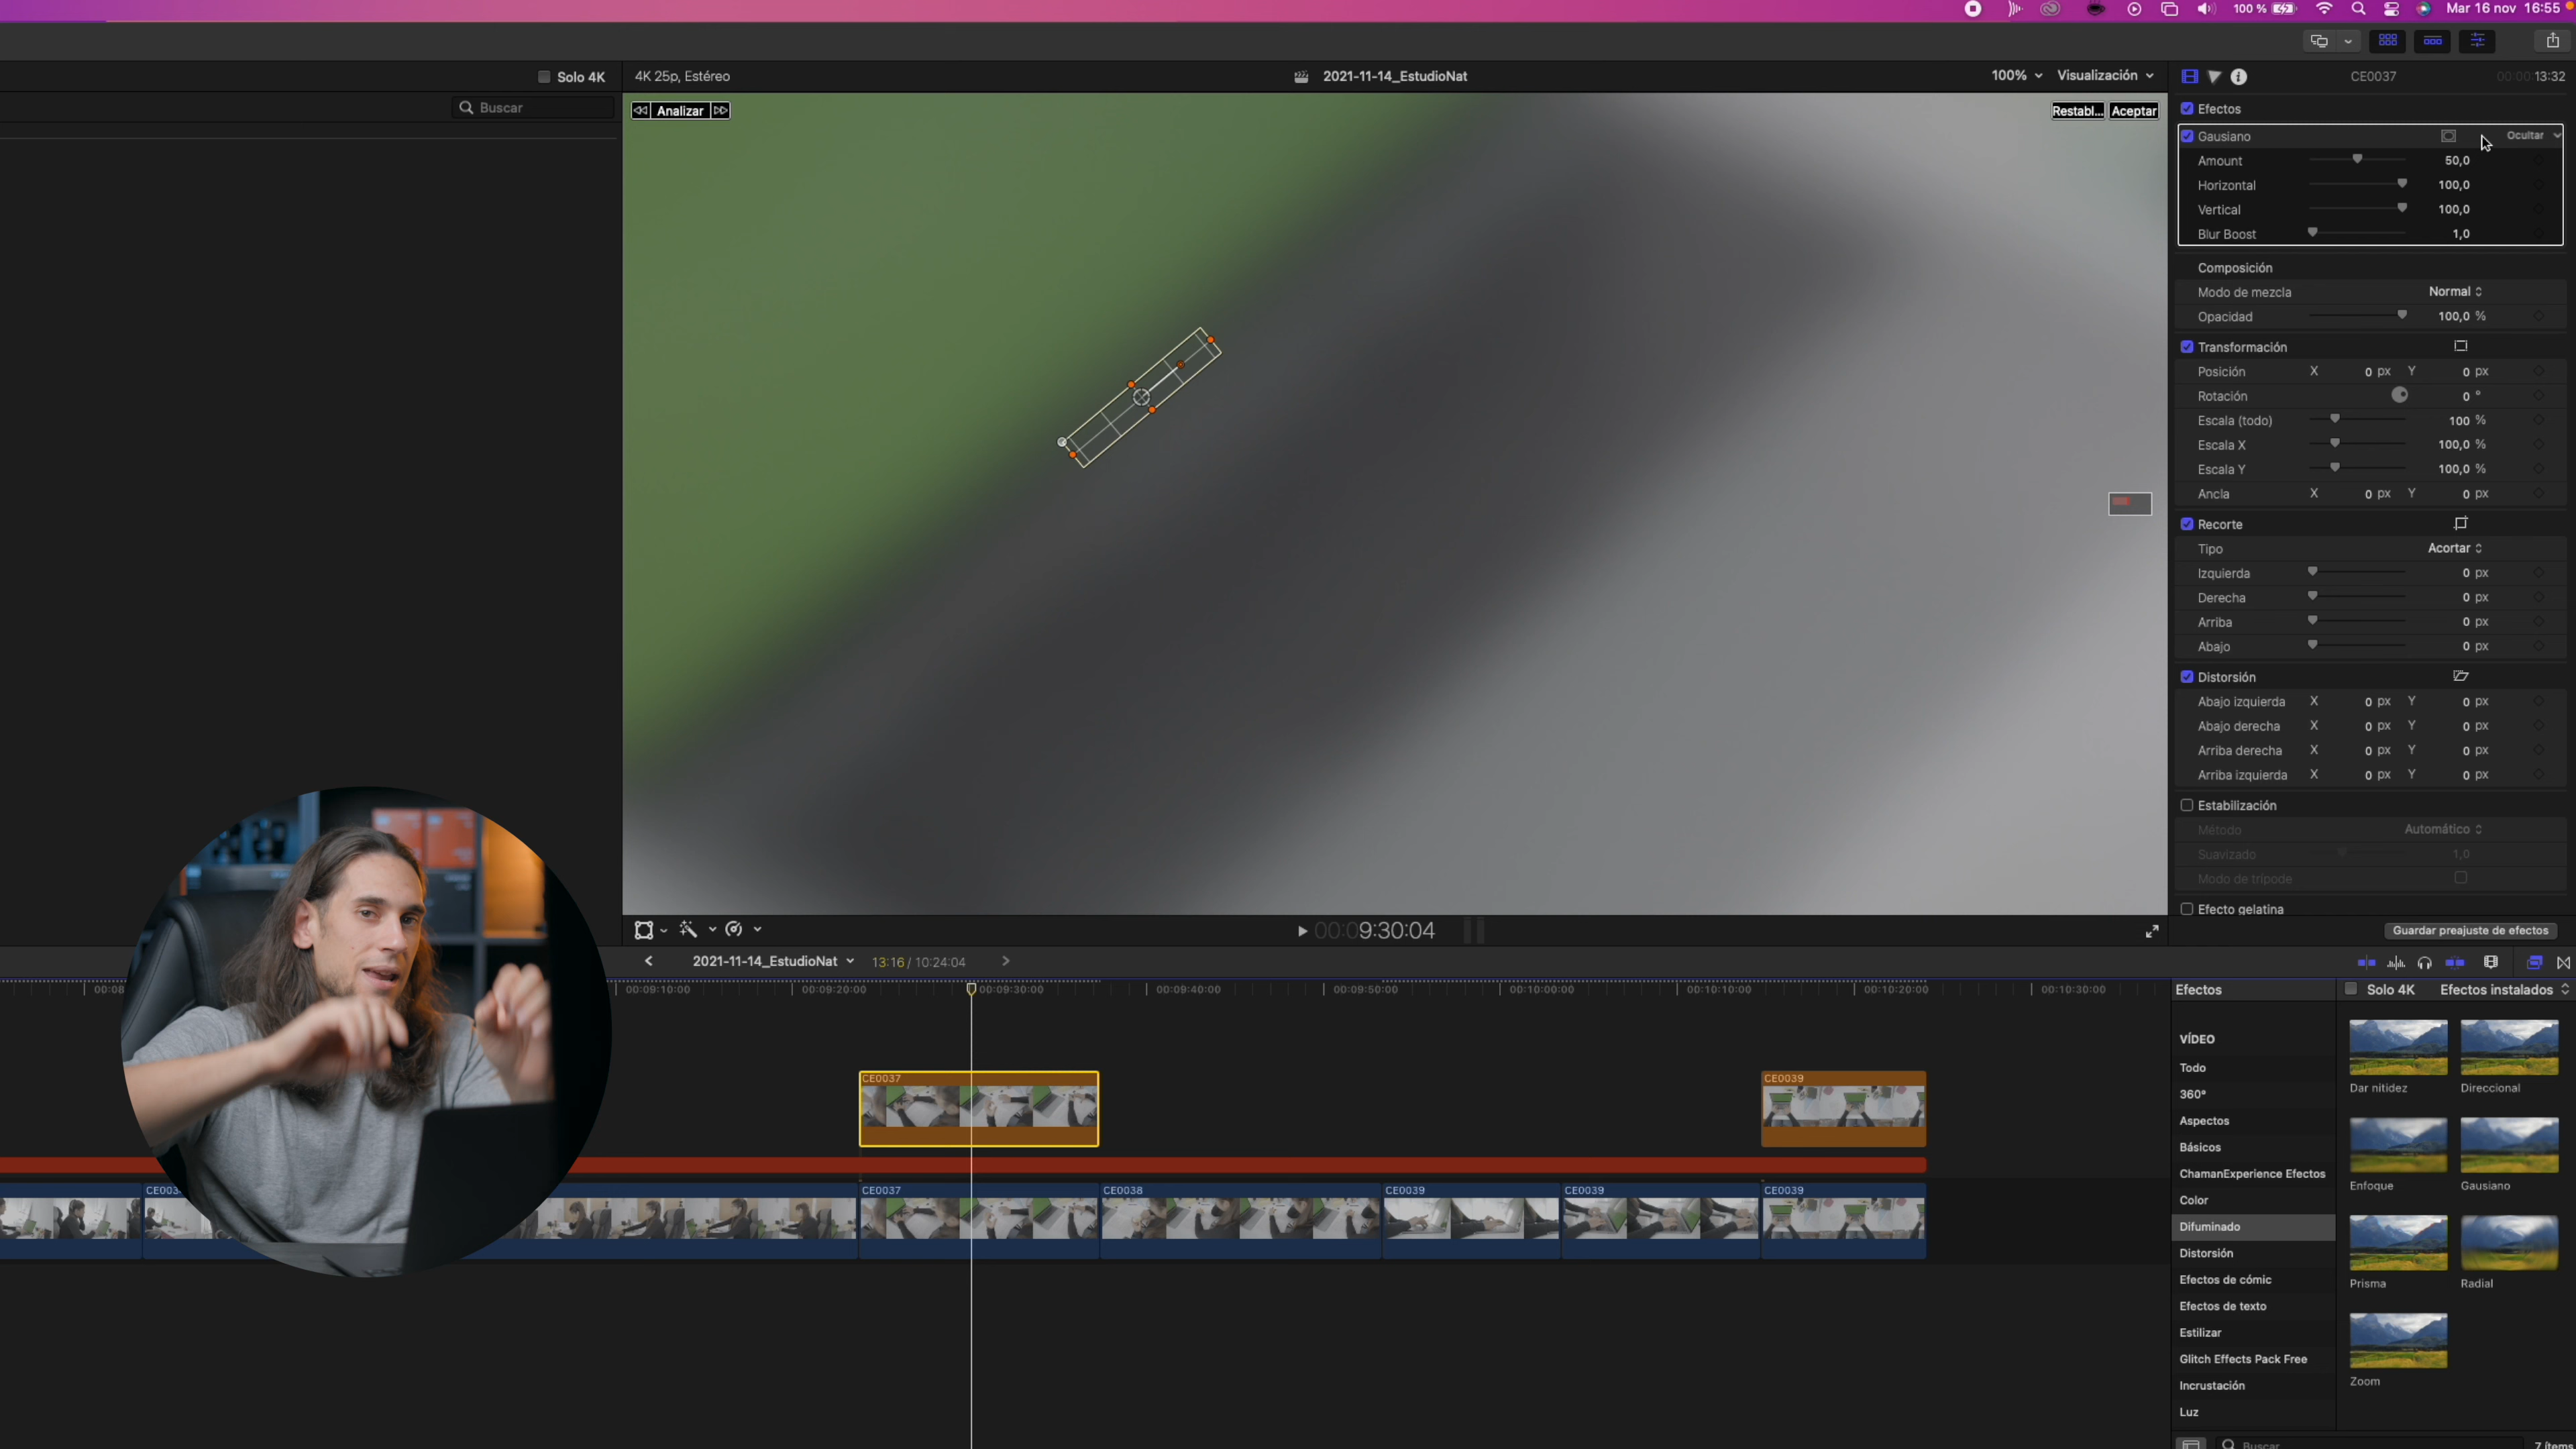 100 %
Mar 16 nov 16:55
Solo 4K
4K 25p, Estéreo
2021-11-14_EstudioNat
100%
Visualización
CE0037
00:00:13:32
Buscar
Analizar
Restabl...
Aceptar
Efectos
Gausiano
Ocultar
Amount 50,0
Horizontal 100,0
Vertical 100,0
Blur Boost 1,0
Composición
Modo de mezcla Normal
Opacidad 100,0 %
Transformación
Posición X 0 px Y 0 px
Rotación 0 °
Escala (todo) 100 %
Escala X 100,0 %
Escala Y 100,0 %
Ancla X 0 px Y 0 px
Recorte
Tipo Acortar
Izquierda 0 px
Derecha 0 px
Arriba 0 px
Abajo 0 px
Distorsión
Abajo izquierda X 0 px Y 0 px
Abajo derecha X 0 px Y 0 px
Arriba derecha X 0 px Y 0 px
Arriba izquierda X 0 px Y 0 px
Estabilización
Método Automático
Suavizado 1,0
Modo de trípode
Efecto gelatina
Guardar preajuste de efectos
00:09:30:04
2021-11-14_EstudioNat
13:16 / 10:24:04
00:08
00:09:10:00
00:09:20:00
00:09:30:00
00:09:40:00
00:09:50:00
00:10:00:00
00:10:10:00
00:10:20:00
00:10:30:00
CE0037
CE0039
CE003
CE0037
CE0038
CE0039
CE0039
CE0039
Efectos
Solo 4K
Efectos instalados
VÍDEO
Todo
360°
Aspectos
Básicos
ChamanExperience Efectos
Color
Difuminado
Distorsión
Efectos de cómic
Efectos de texto
Estilizar
Glitch Effects Pack Free
Incrustación
Luz
Dar nitidez
Direccional
Enfoque
Gausiano
Prisma
Radial
Zoom
Buscar